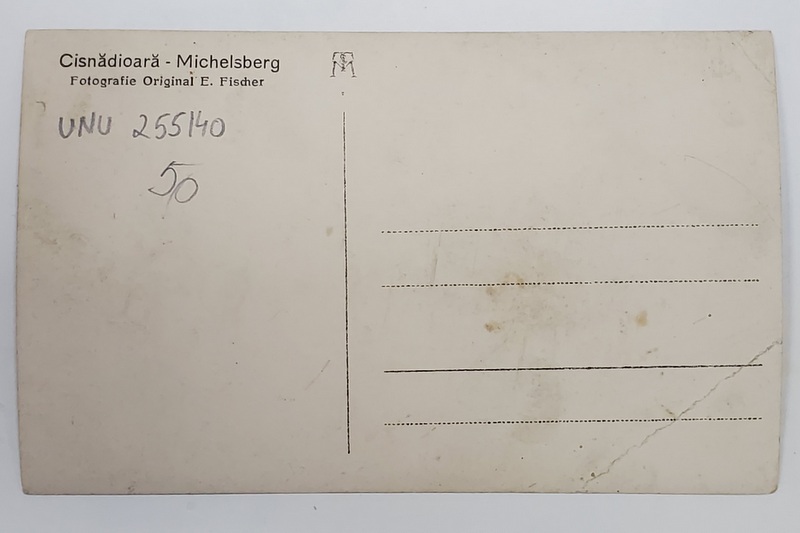 Cisnădioară - Michelsberg
Fotografie Original E. Fischer
UNU 255140
50